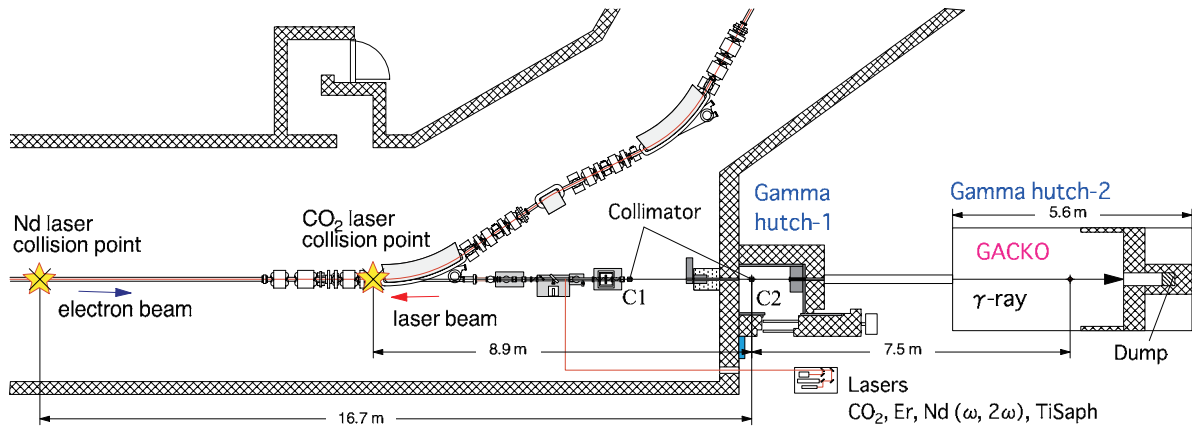 Nd laser
collision point
CO₂ laser
collision point
Collimator
Gamma
hutch-1
Gamma hutch-2
5.6 m
GACKO
electron beam
laser beam
C1
C2
γ-ray
8.9 m
7.5 m
Dump
16.7 m
Lasers
CO₂, Er, Nd (ω, 2ω), TiSaph